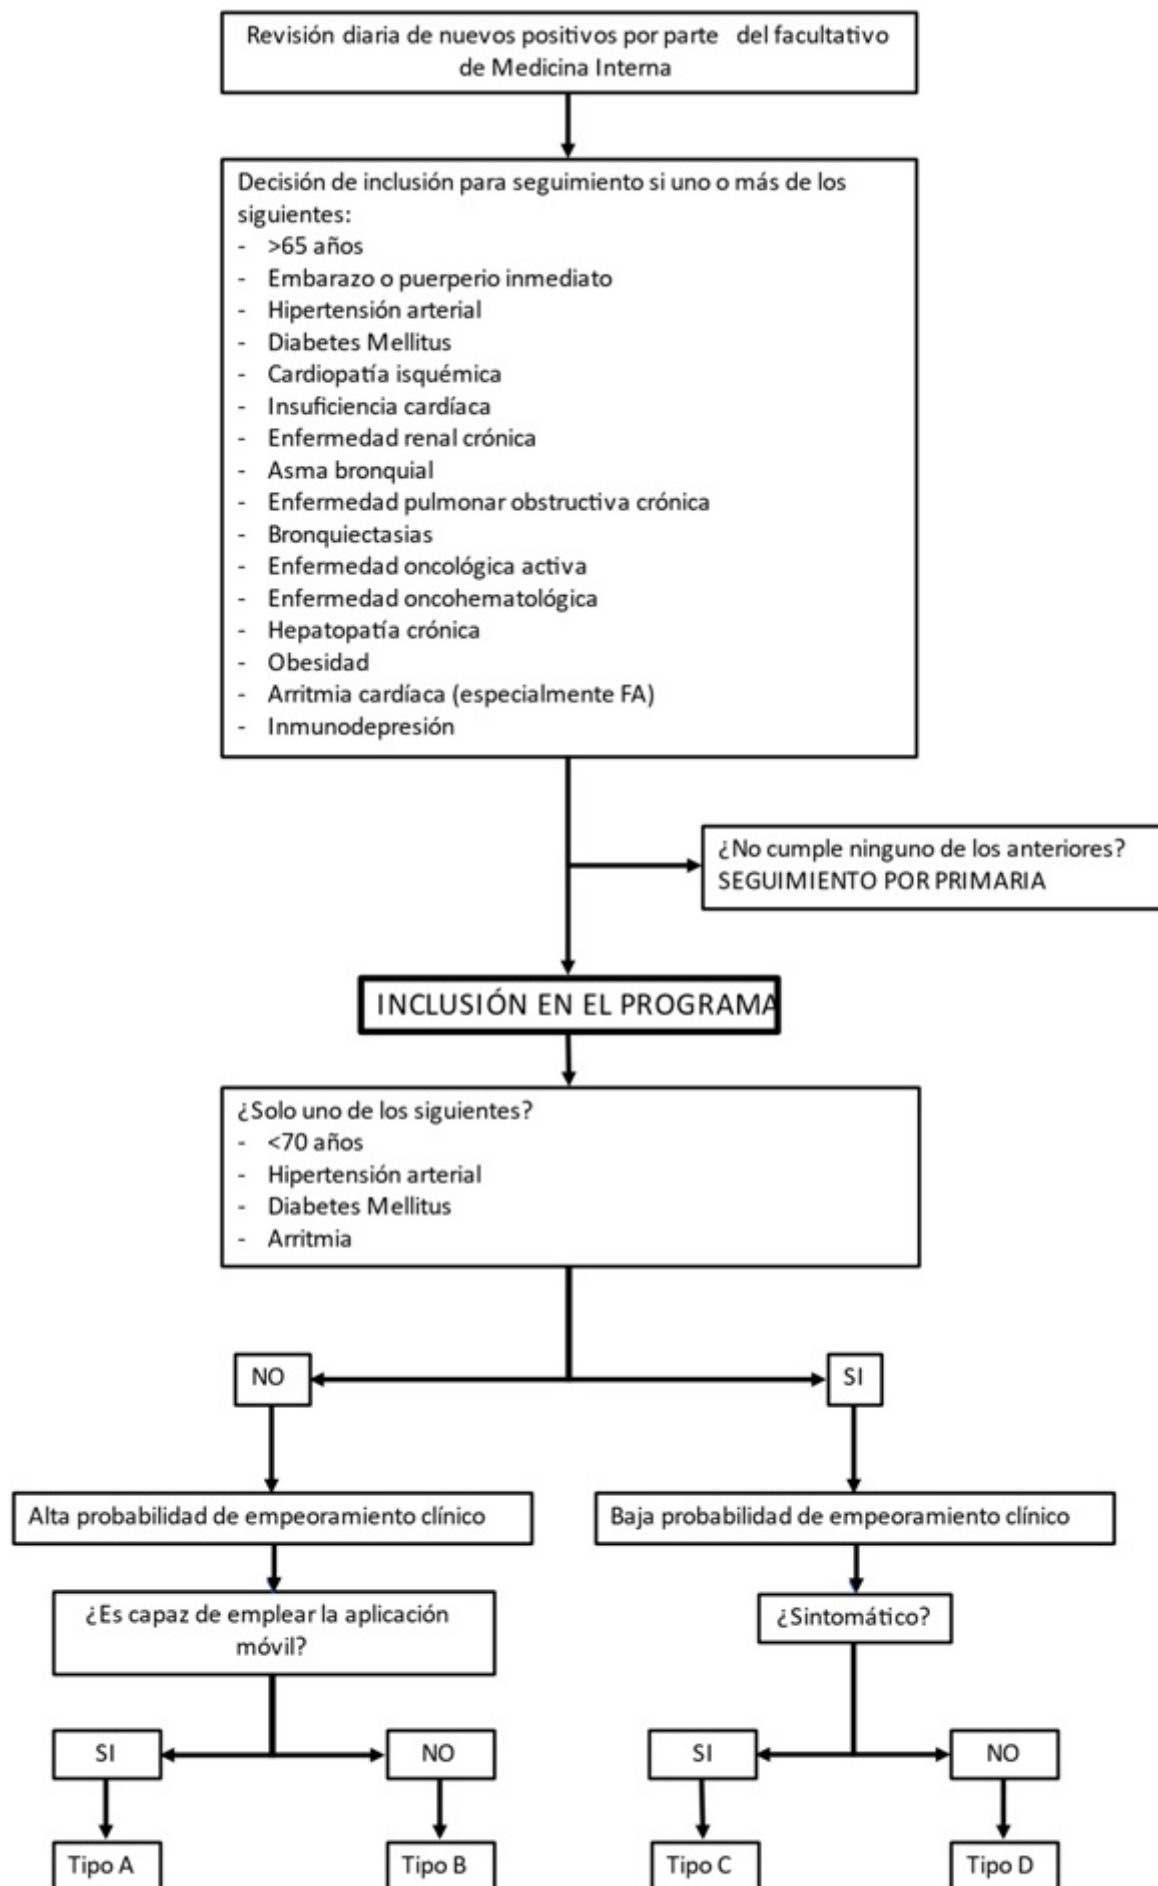 Revisión diaria de nuevos positivos por parte del facultativo
de Medicina Interna
Decisión de inclusión para seguimiento si uno o más de los
siguientes:
- >65 años
- Embarazo o puerperio inmediato
- Hipertensión arterial
- Diabetes Mellitus
- Cardiopatía isquémica
- Insuficiencia cardíaca
- Enfermedad renal crónica
- Asma bronquial
- Enfermedad pulmonar obstructiva crónica
- Bronquiectasias
- Enfermedad oncológica activa
- Enfermedad oncohematológica
- Hepatopatía crónica
- Obesidad
- Arritmia cardíaca (especialmente FA)
- Inmunodepresión
¿No cumple ninguno de los anteriores?
SEGUIMIENTO POR PRIMARIA
INCLUSIÓN EN EL PROGRAMA
¿Solo uno de los siguientes?
- <70 años
- Hipertensión arterial
- Diabetes Mellitus
- Arritmia
NO
SI
Alta probabilidad de empeoramiento clínico
Baja probabilidad de empeoramiento clínico
¿Es capaz de emplear la aplicación
móvil?
¿Sintomático?
SI
NO
SI
NO
Tipo A
Tipo B
Tipo C
Tipo D